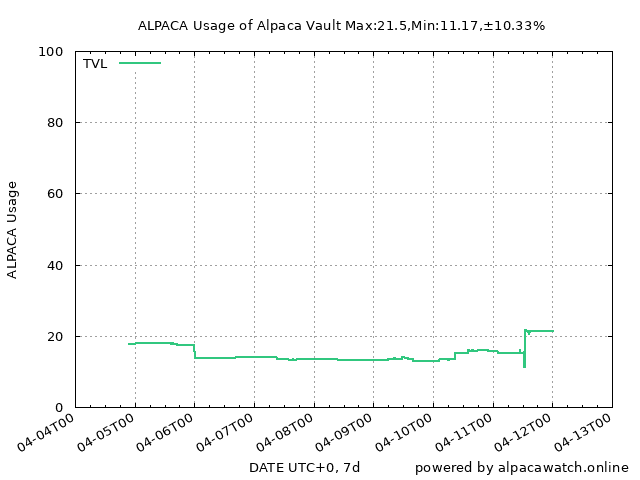 ALPACA Usage of Alpaca Vault Max:21.5,Min:11.17,±10.33%
100
TVL
80
60
ALPACA Usage
40
20
0
04-04T00 04-05T00 04-06T00 04-07T00 04-08T00 04-09T00 04-10T00 04-11T00 04-12T00 04-13T00
DATE UTC+0, 7d powered by alpacawatch.online